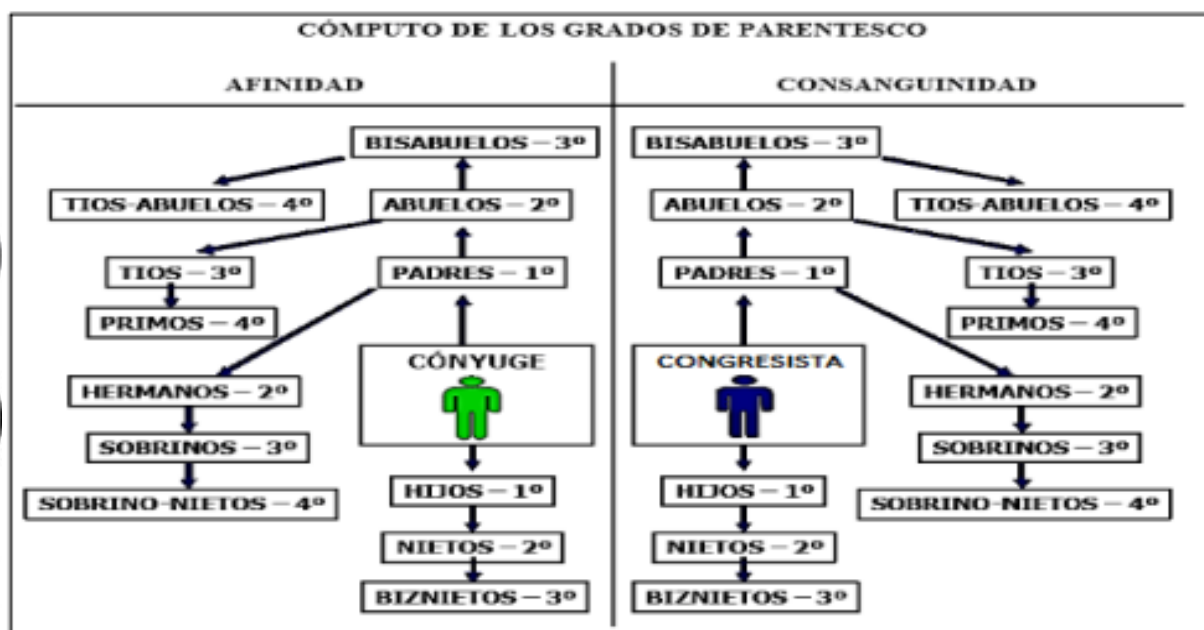 CÓMPUTO DE LOS GRADOS DE PARENTESCO
AFINIDAD
BISABUELOS – 3º
TIOS-ABUELOS – 4º
ABUELOS – 2º
TIOS – 3º
PADRES – 1º
PRIMOS – 4º
CÓNYUGE
HERMANOS – 2º
SOBRINOS – 3º
HIJOS – 1º
SOBRINO-NIETOS – 4º
NIETOS – 2º
BIZNIETOS – 3º
CONSANGUINIDAD
BISABUELOS – 3º
ABUELOS – 2º
TIOS-ABUELOS – 4º
PADRES – 1º
TIOS – 3º
PRIMOS – 4º
CONGRESISTA
HERMANOS – 2º
SOBRINOS – 3º
HIJOS – 1º
SOBRINO-NIETOS – 4º
NIETOS – 2º
BIZNIETOS – 3º